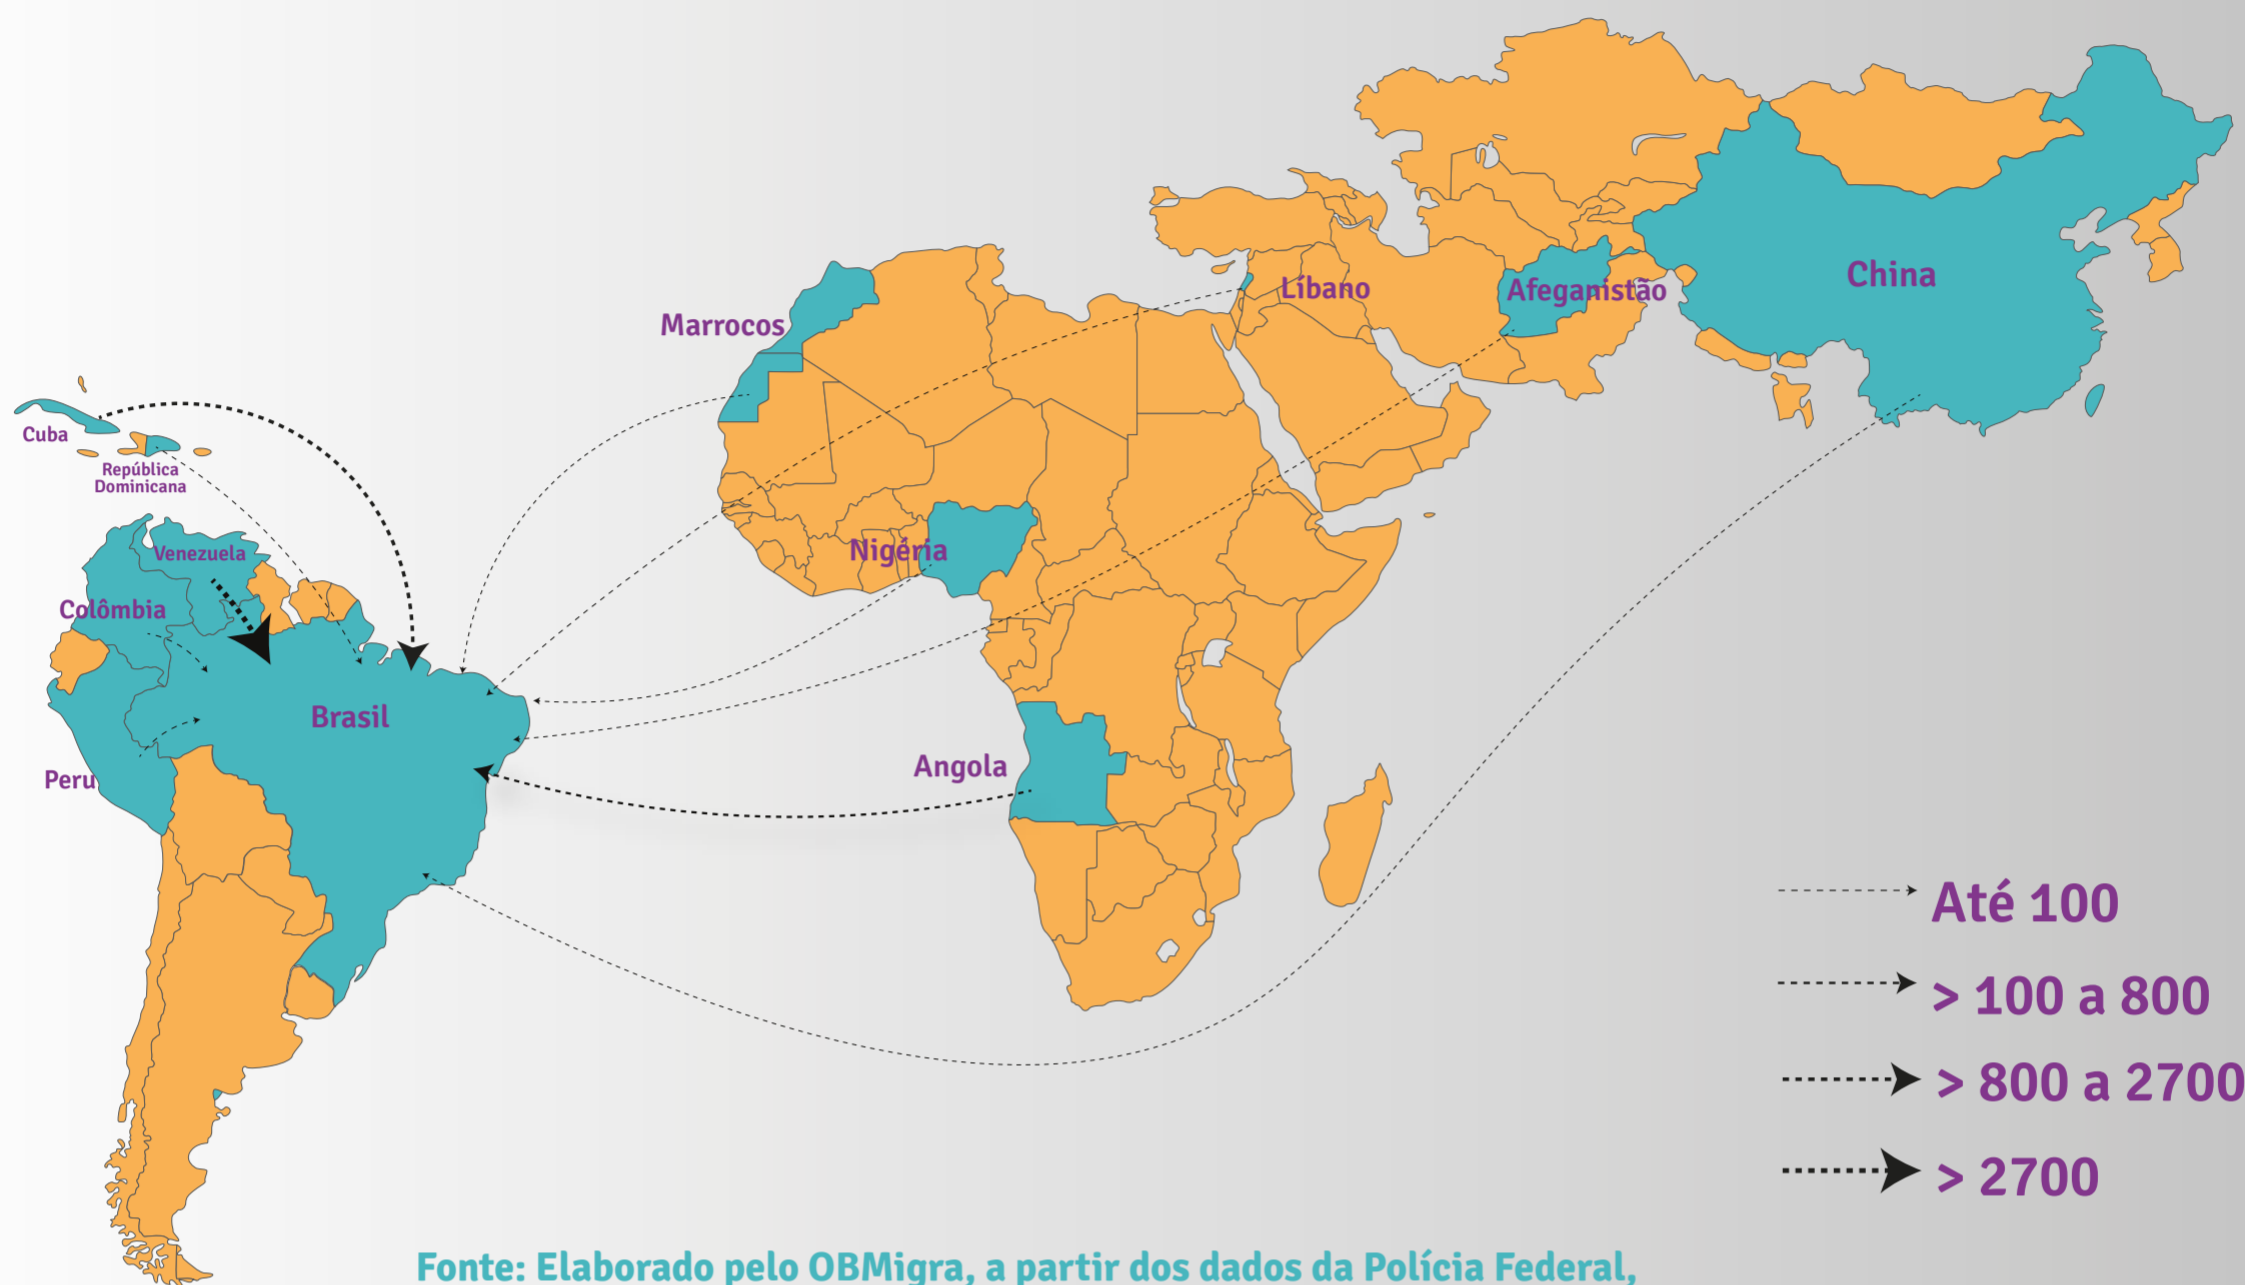 Marrocos
Líbano
Afeganistão
China
Cuba
República
Dominicana
Venezuela
Nigéria
Colômbia
Brasil
Peru
Angola
Até 100
> 100 a 800
> 800 a 2700
> 2700
Fonte: Elaborado pelo OBMigra, a partir dos dados da Polícia Federal,